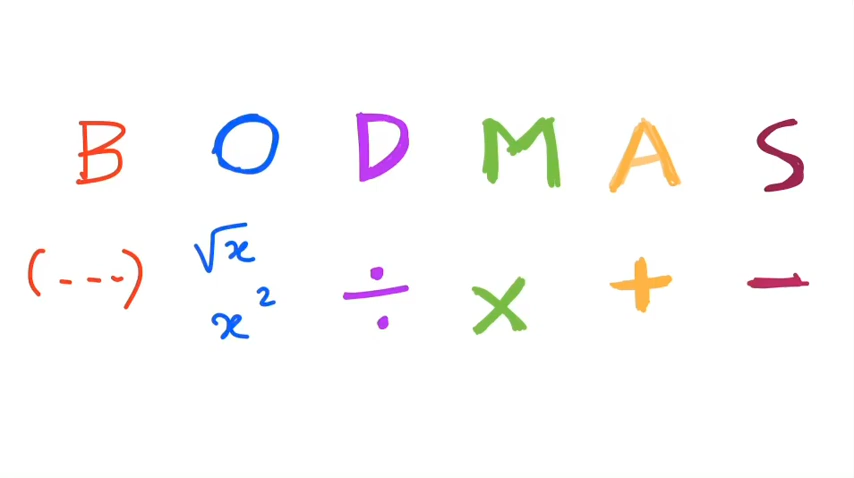 B O D M A S
(---) √x ÷ × + −
x²